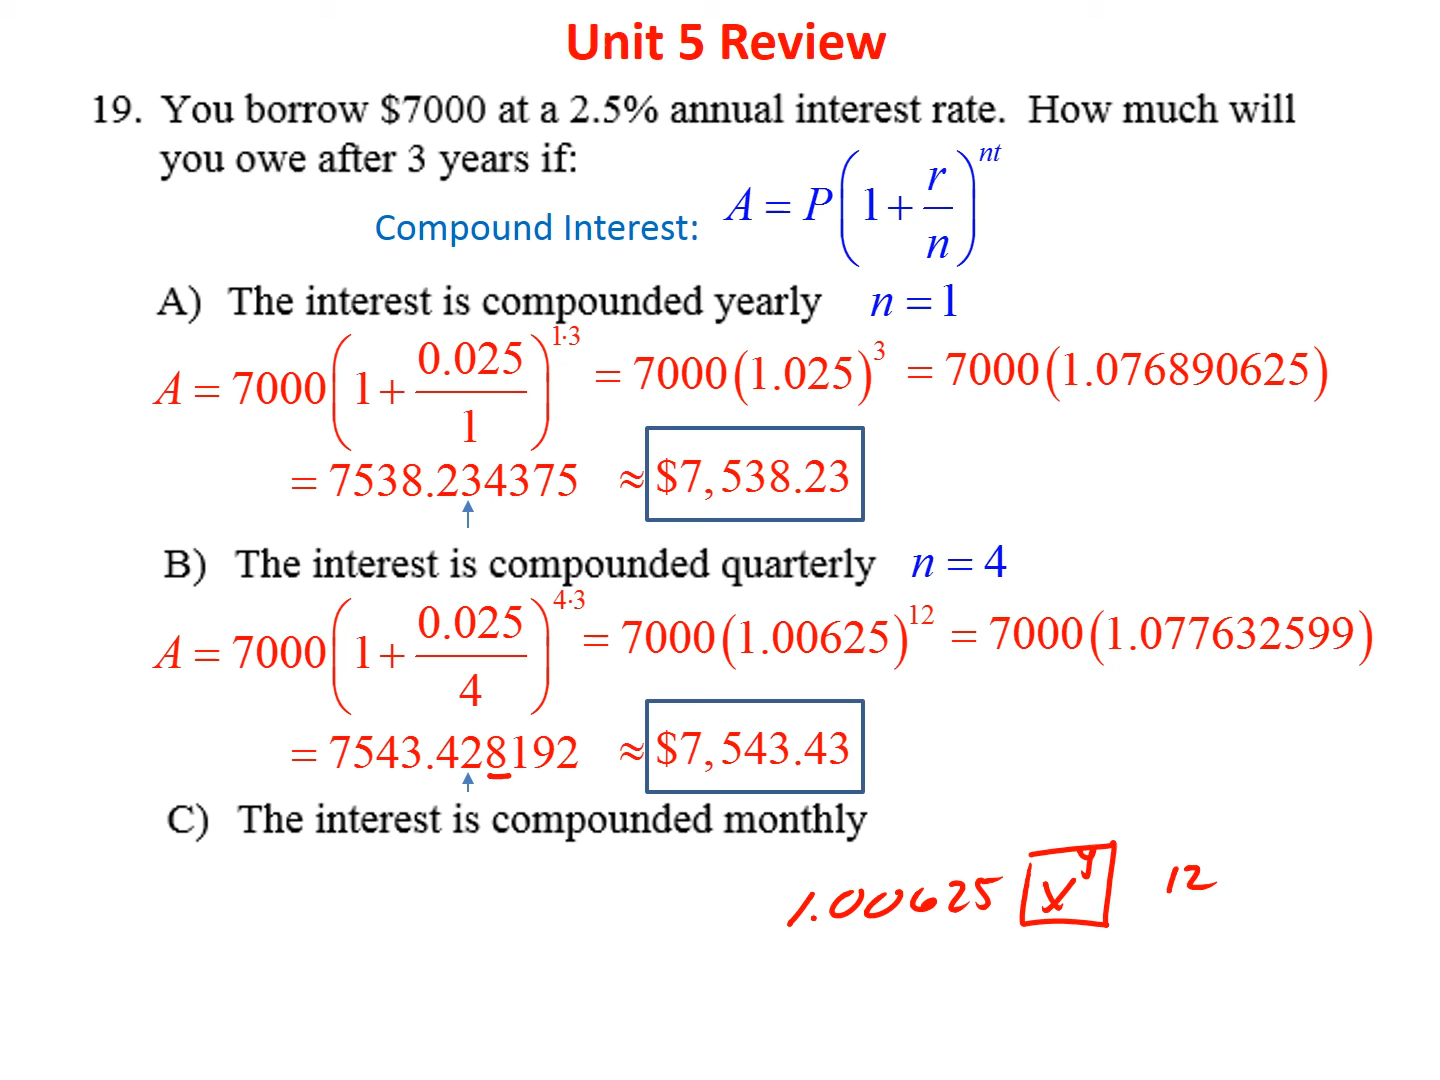 Unit 5 Review
19. You borrow $7000 at a 2.5% annual interest rate. How much will
you owe after 3 years if:
Compound Interest: A = P(1 + r/n)^nt
A) The interest is compounded yearly n = 1
A = 7000(1 + 0.025/1)^1·3 = 7000(1.025)^3 = 7000(1.076890625)
= 7538.234375 ≈ $7,538.23
B) The interest is compounded quarterly n = 4
A = 7000(1 + 0.025/4)^4·3 = 7000(1.00625)^12 = 7000(1.077632599)
= 7543.428192 ≈ $7,543.43
C) The interest is compounded monthly
1.00625 x^y 12